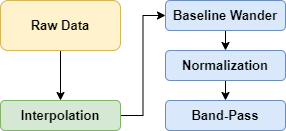 Raw Data
Interpolation
Baseline Wander
Normalization
Band-Pass